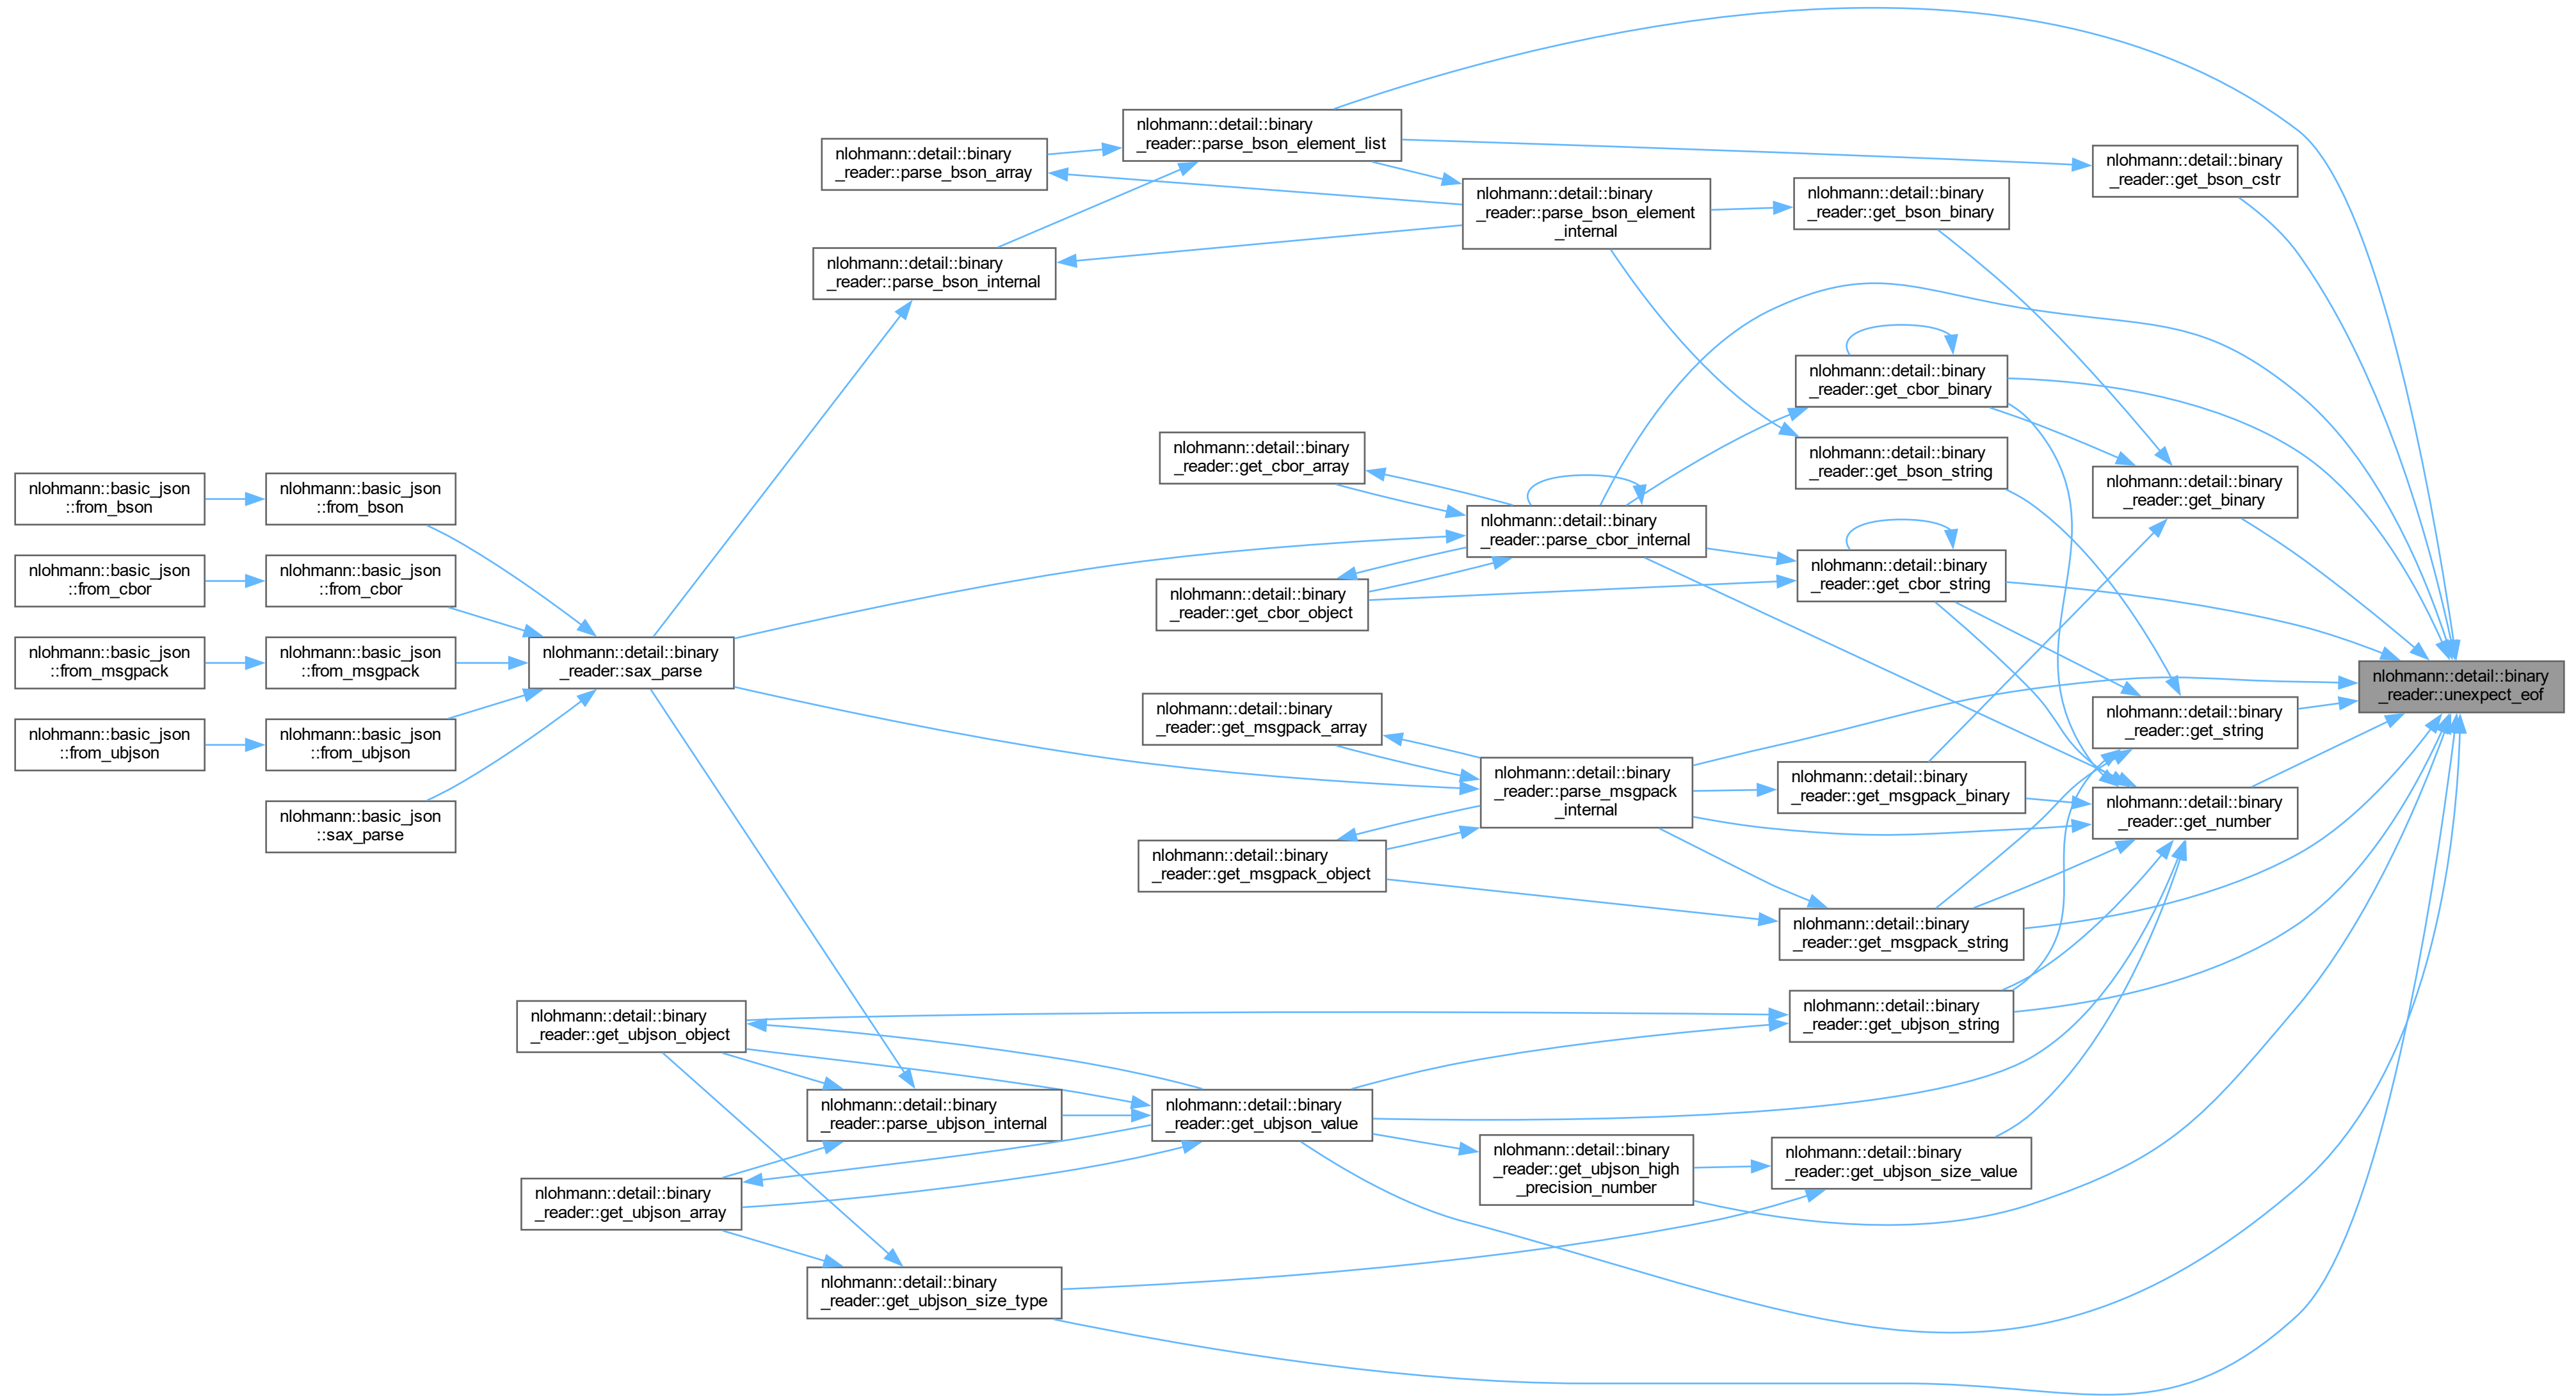 nlohmann::detail::binary
_reader::parse_bson_element_list
nlohmann::detail::binary
_reader::parse_bson_array
nlohmann::detail::binary
_reader::get_bson_cstr
nlohmann::detail::binary
_reader::parse_bson_element
_internal
nlohmann::detail::binary
_reader::get_bson_binary
nlohmann::detail::binary
_reader::parse_bson_internal
nlohmann::detail::binary
_reader::get_cbor_binary
nlohmann::detail::binary
_reader::get_cbor_array
nlohmann::detail::binary
_reader::get_bson_string
nlohmann::basic_json
::from_bson
nlohmann::basic_json
::from_bson
nlohmann::detail::binary
_reader::get_binary
nlohmann::detail::binary
_reader::parse_cbor_internal
nlohmann::basic_json
::from_cbor
nlohmann::basic_json
::from_cbor
nlohmann::detail::binary
_reader::get_cbor_string
nlohmann::detail::binary
_reader::get_cbor_object
nlohmann::basic_json
::from_msgpack
nlohmann::basic_json
::from_msgpack
nlohmann::detail::binary
_reader::sax_parse
nlohmann::detail::binary
_reader::unexpect_eof
nlohmann::detail::binary
_reader::get_msgpack_array
nlohmann::detail::binary
_reader::get_string
nlohmann::basic_json
::from_ubjson
nlohmann::basic_json
::from_ubjson
nlohmann::detail::binary
_reader::parse_msgpack
_internal
nlohmann::detail::binary
_reader::get_msgpack_binary
nlohmann::detail::binary
_reader::get_number
nlohmann::basic_json
::sax_parse
nlohmann::detail::binary
_reader::get_msgpack_object
nlohmann::detail::binary
_reader::get_msgpack_string
nlohmann::detail::binary
_reader::get_ubjson_object
nlohmann::detail::binary
_reader::get_ubjson_string
nlohmann::detail::binary
_reader::parse_ubjson_internal
nlohmann::detail::binary
_reader::get_ubjson_value
nlohmann::detail::binary
_reader::get_ubjson_high
_precision_number
nlohmann::detail::binary
_reader::get_ubjson_size_value
nlohmann::detail::binary
_reader::get_ubjson_array
nlohmann::detail::binary
_reader::get_ubjson_size_type